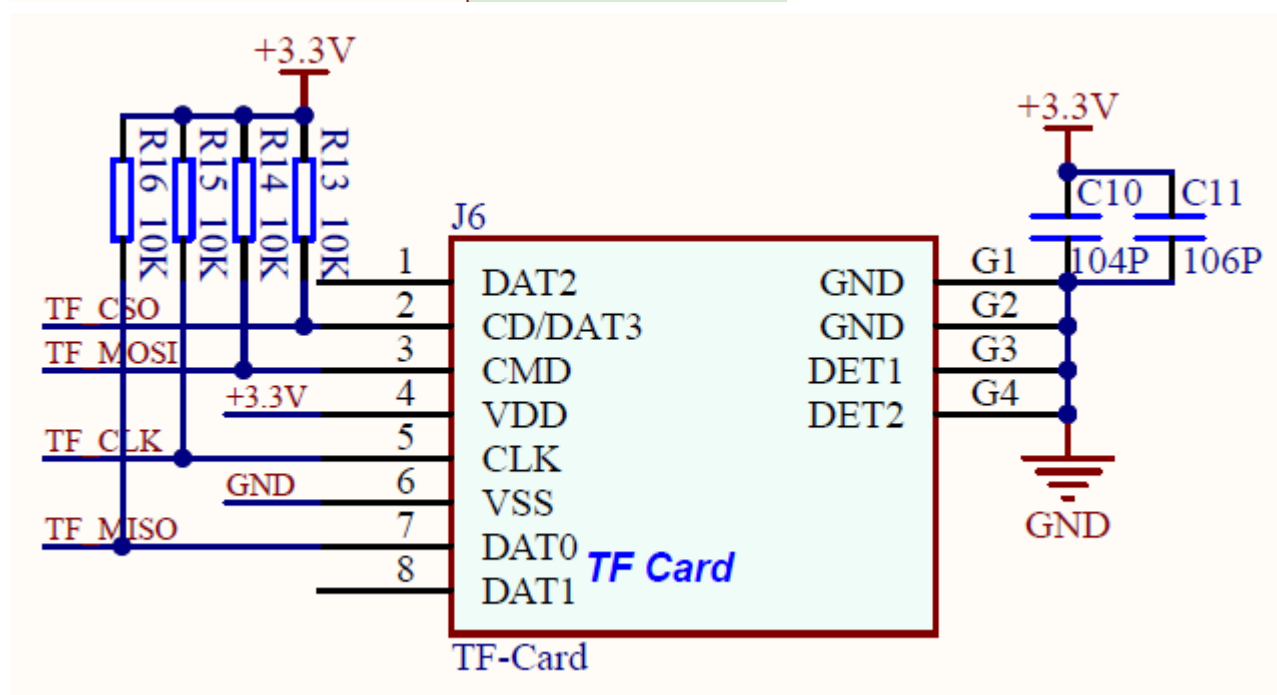 +3.3V
R16 10K
R15 10K
R14 10K
R13 10K
+3.3V
C10
104P
C11
106P
J6
1 DAT2
TF_CSO 2 CD/DAT3
TF_MOSI 3 CMD
+3.3V 4 VDD
TF_CLK 5 CLK
GND 6 VSS
TF_MISO 7 DAT0
8 DAT1
GND G1
GND G2
DET1 G3
DET2 G4
GND
TF Card
TF-Card